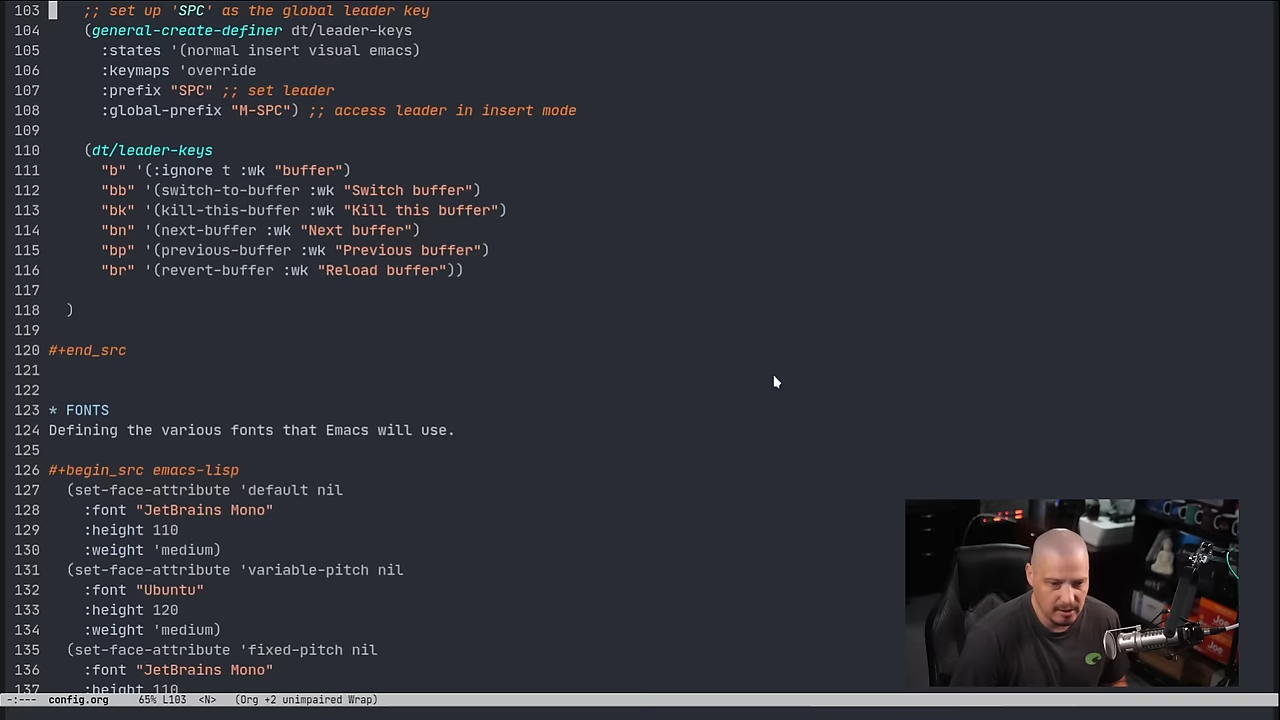 103 ;; set up 'SPC' as the global leader key
104 (general-create-definer dt/leader-keys
105 :states '(normal insert visual emacs)
106 :keymaps 'override
107 :prefix "SPC" ;; set leader
108 :global-prefix "M-SPC") ;; access leader in insert mode
109
110 (dt/leader-keys
111 "b" '(:ignore t :wk "buffer")
112 "bb" '(switch-to-buffer :wk "Switch buffer")
113 "bk" '(kill-this-buffer :wk "Kill this buffer")
114 "bn" '(next-buffer :wk "Next buffer")
115 "bp" '(previous-buffer :wk "Previous buffer")
116 "br" '(revert-buffer :wk "Reload buffer"))
117
118 )
119
120 #+end_src
121
122
123 * FONTS
124 Defining the various fonts that Emacs will use.
125
126 #+begin_src emacs-lisp
127 (set-face-attribute 'default nil
128 :font "JetBrains Mono"
129 :height 110
130 :weight 'medium)
131 (set-face-attribute 'variable-pitch nil
132 :font "Ubuntu"
133 :height 120
134 :weight 'medium)
135 (set-face-attribute 'fixed-pitch nil
136 :font "JetBrains Mono"
137 :height 110
-:--- config.org 65% L103 <N> (Org +2 unimpaired Wrap)